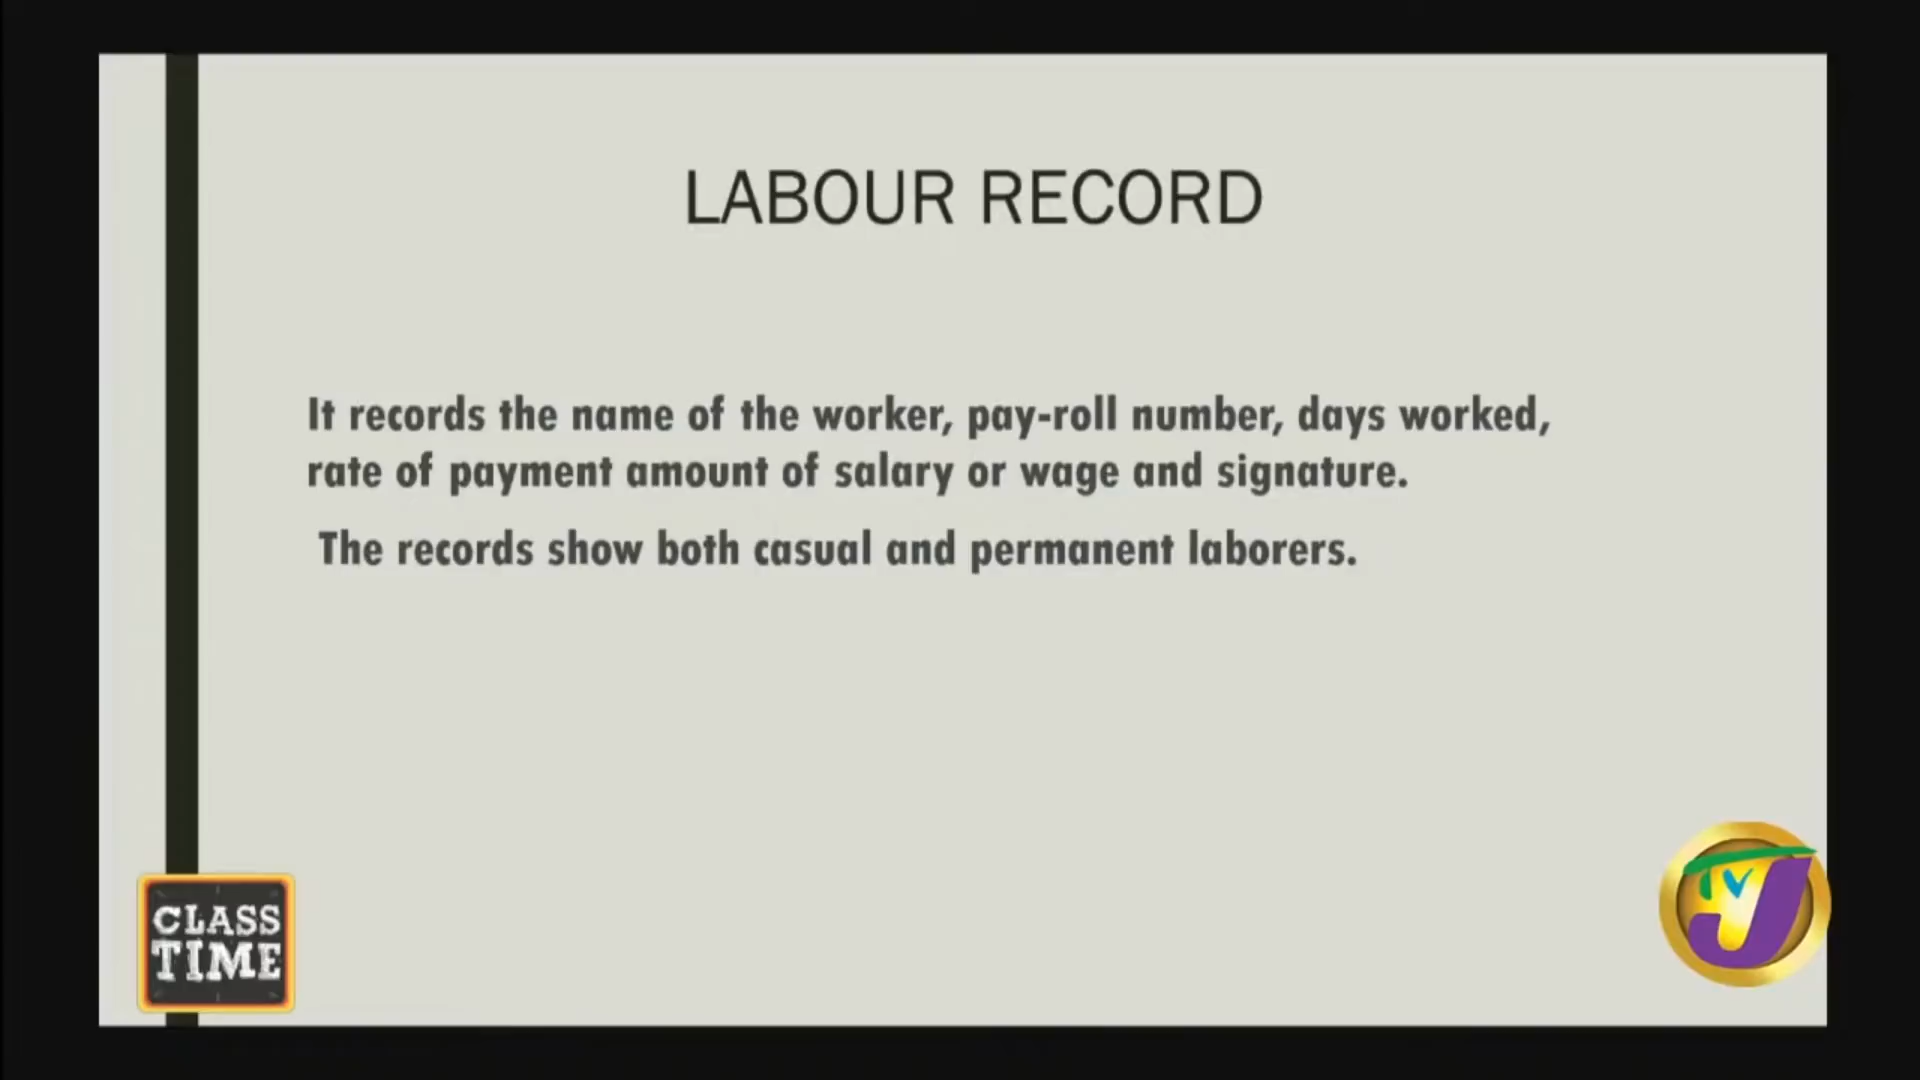 LABOUR RECORD
It records the name of the worker, pay-roll number, days worked,
rate of payment amount of salary or wage and signature.
The records show both casual and permanent laborers.
CLASS
TIME
TVJ